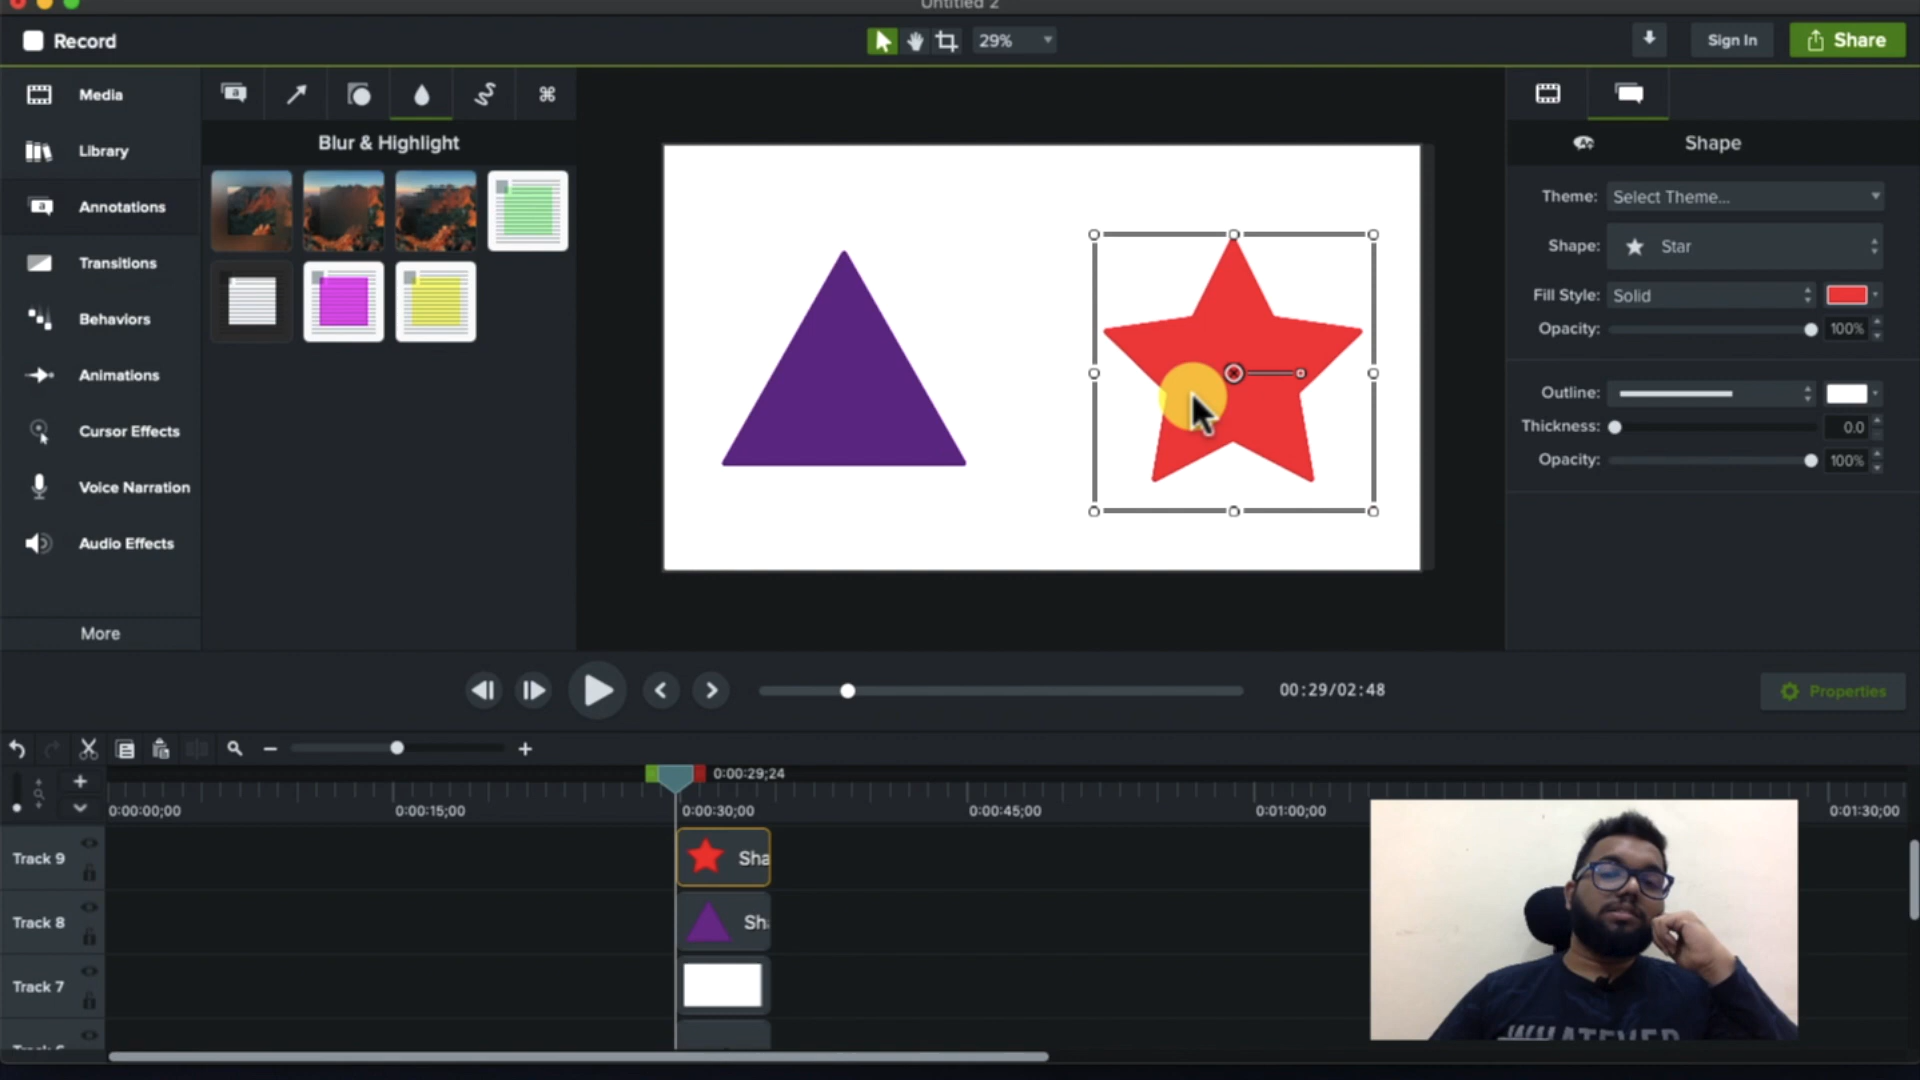 Untitled 2
Record
29%
Sign In
Share
Media
Library
Annotations
Transitions
Behaviors
Animations
Cursor Effects
Voice Narration
Audio Effects
More
a
Blur & Highlight
Shape
Theme: Select Theme...
Shape: Star
Fill Style: Solid
Opacity: 100%
Outline:
Thickness: 0.0
Opacity: 100%
00:29/02:48
Properties
0:00:29;24
0:00:00;00
0:00:15;00
0:00:30;00
0:00:45;00
0:01:00;00
0:01:30;00
Track 9
Sha
Track 8
Sh
Track 7
WHATEVER